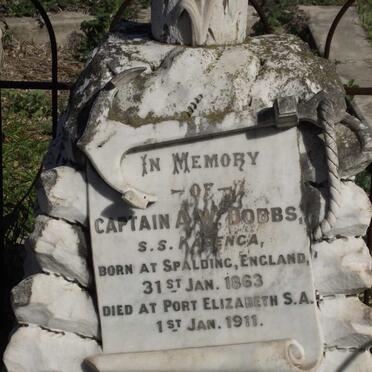 IN MEMORY
OF
CAPTAIN A. W. DOBBS,
S.S.
BORN AT SPALDING, ENGLAND,
31ST JAN. 1863
DIED AT PORT ELIZABETH S.A.
1ST JAN. 1911.